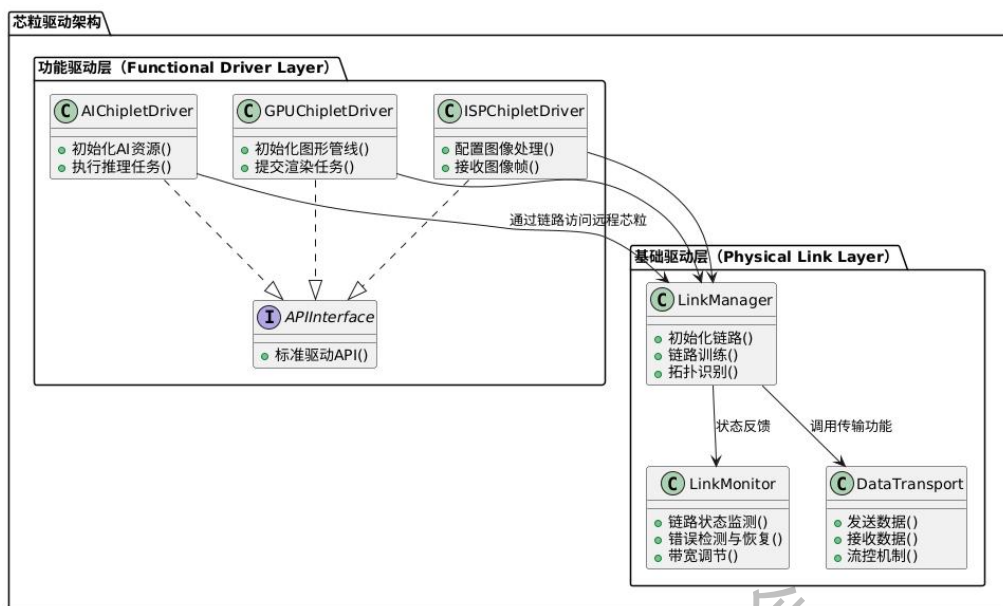 芯粒驱动架构
功能驱动层（Functional Driver Layer）
C AIChipletDriver
初始化AI资源()
执行推理任务()
C GPUChipletDriver
初始化图形管线()
提交渲染任务()
C ISPChipletDriver
配置图像处理()
接收图像帧()
通过链路访问远程芯粒
I APIInterface
标准驱动API()
基础驱动层（Physical Link Layer）
C LinkManager
初始化链路()
链路训练()
拓扑识别()
状态反馈
调用传输功能
C LinkMonitor
链路状态监测()
错误检测与恢复()
带宽调节()
C DataTransport
发送数据()
接收数据()
流控机制()